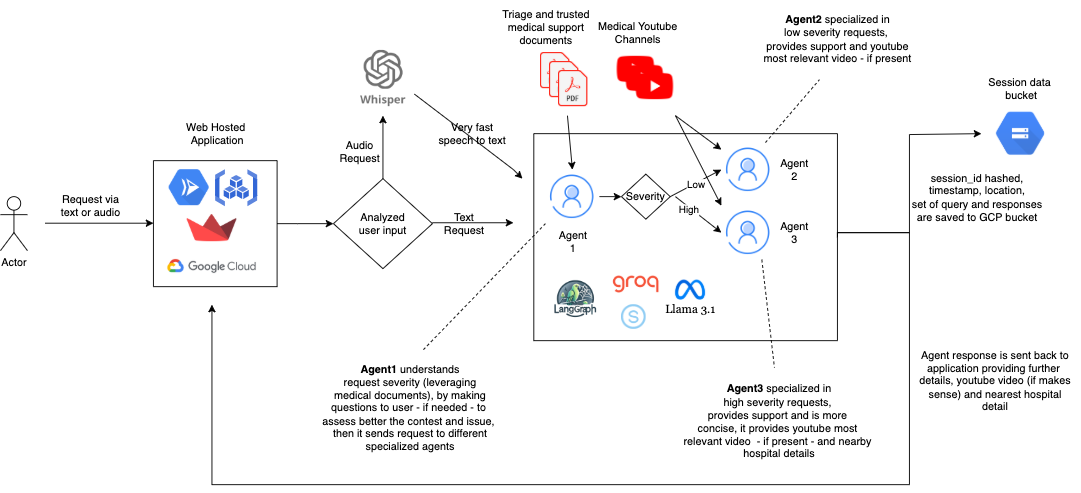 Triage and trusted
medical support
documents
Medical Youtube
Channels
Agent2 specialized in
low severity requests,
provides support and youtube
most relevant video - if present
PDF
Whisper
Session data
bucket
Web Hosted
Application
Audio
Request
Very fast
speech to text
Request via
text or audio
Actor
Google Cloud
Analyzed
user input
Text
Request
Agent
1
Severity
Low
High
Agent
2
Agent
3
session_id hashed,
timestamp, location,
set of query and responses
are saved to GCP bucket
LangGraph
groq
S
Llama 3.1
Agent1 understands
request severity (leveraging
medical documents), by making
questions to user - if needed - to
assess better the contest and issue,
then it sends request to different
specialized agents
Agent3 specialized in
high severity requests,
provides support and is more
concise, it provides youtube most
relevant video - if present - and nearby
hospital details
Agent response is sent back to
application providing further
details, youtube video (if makes
sense) and nearest hospital
detail